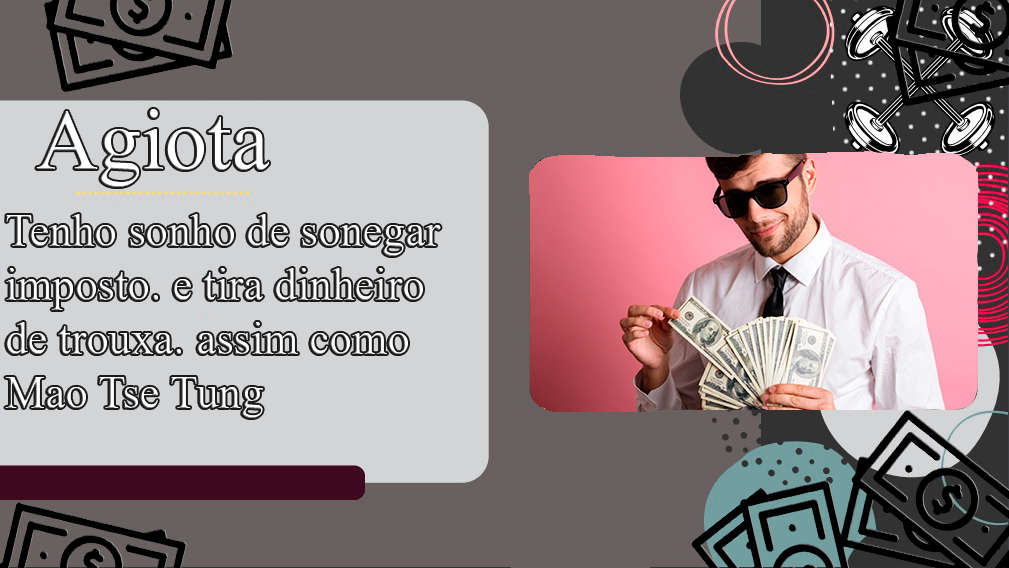 Agiota
Tenho sonho de sonegar
imposto. e tira dinheiro
de trouxa. assim como
Mao Tse Tung